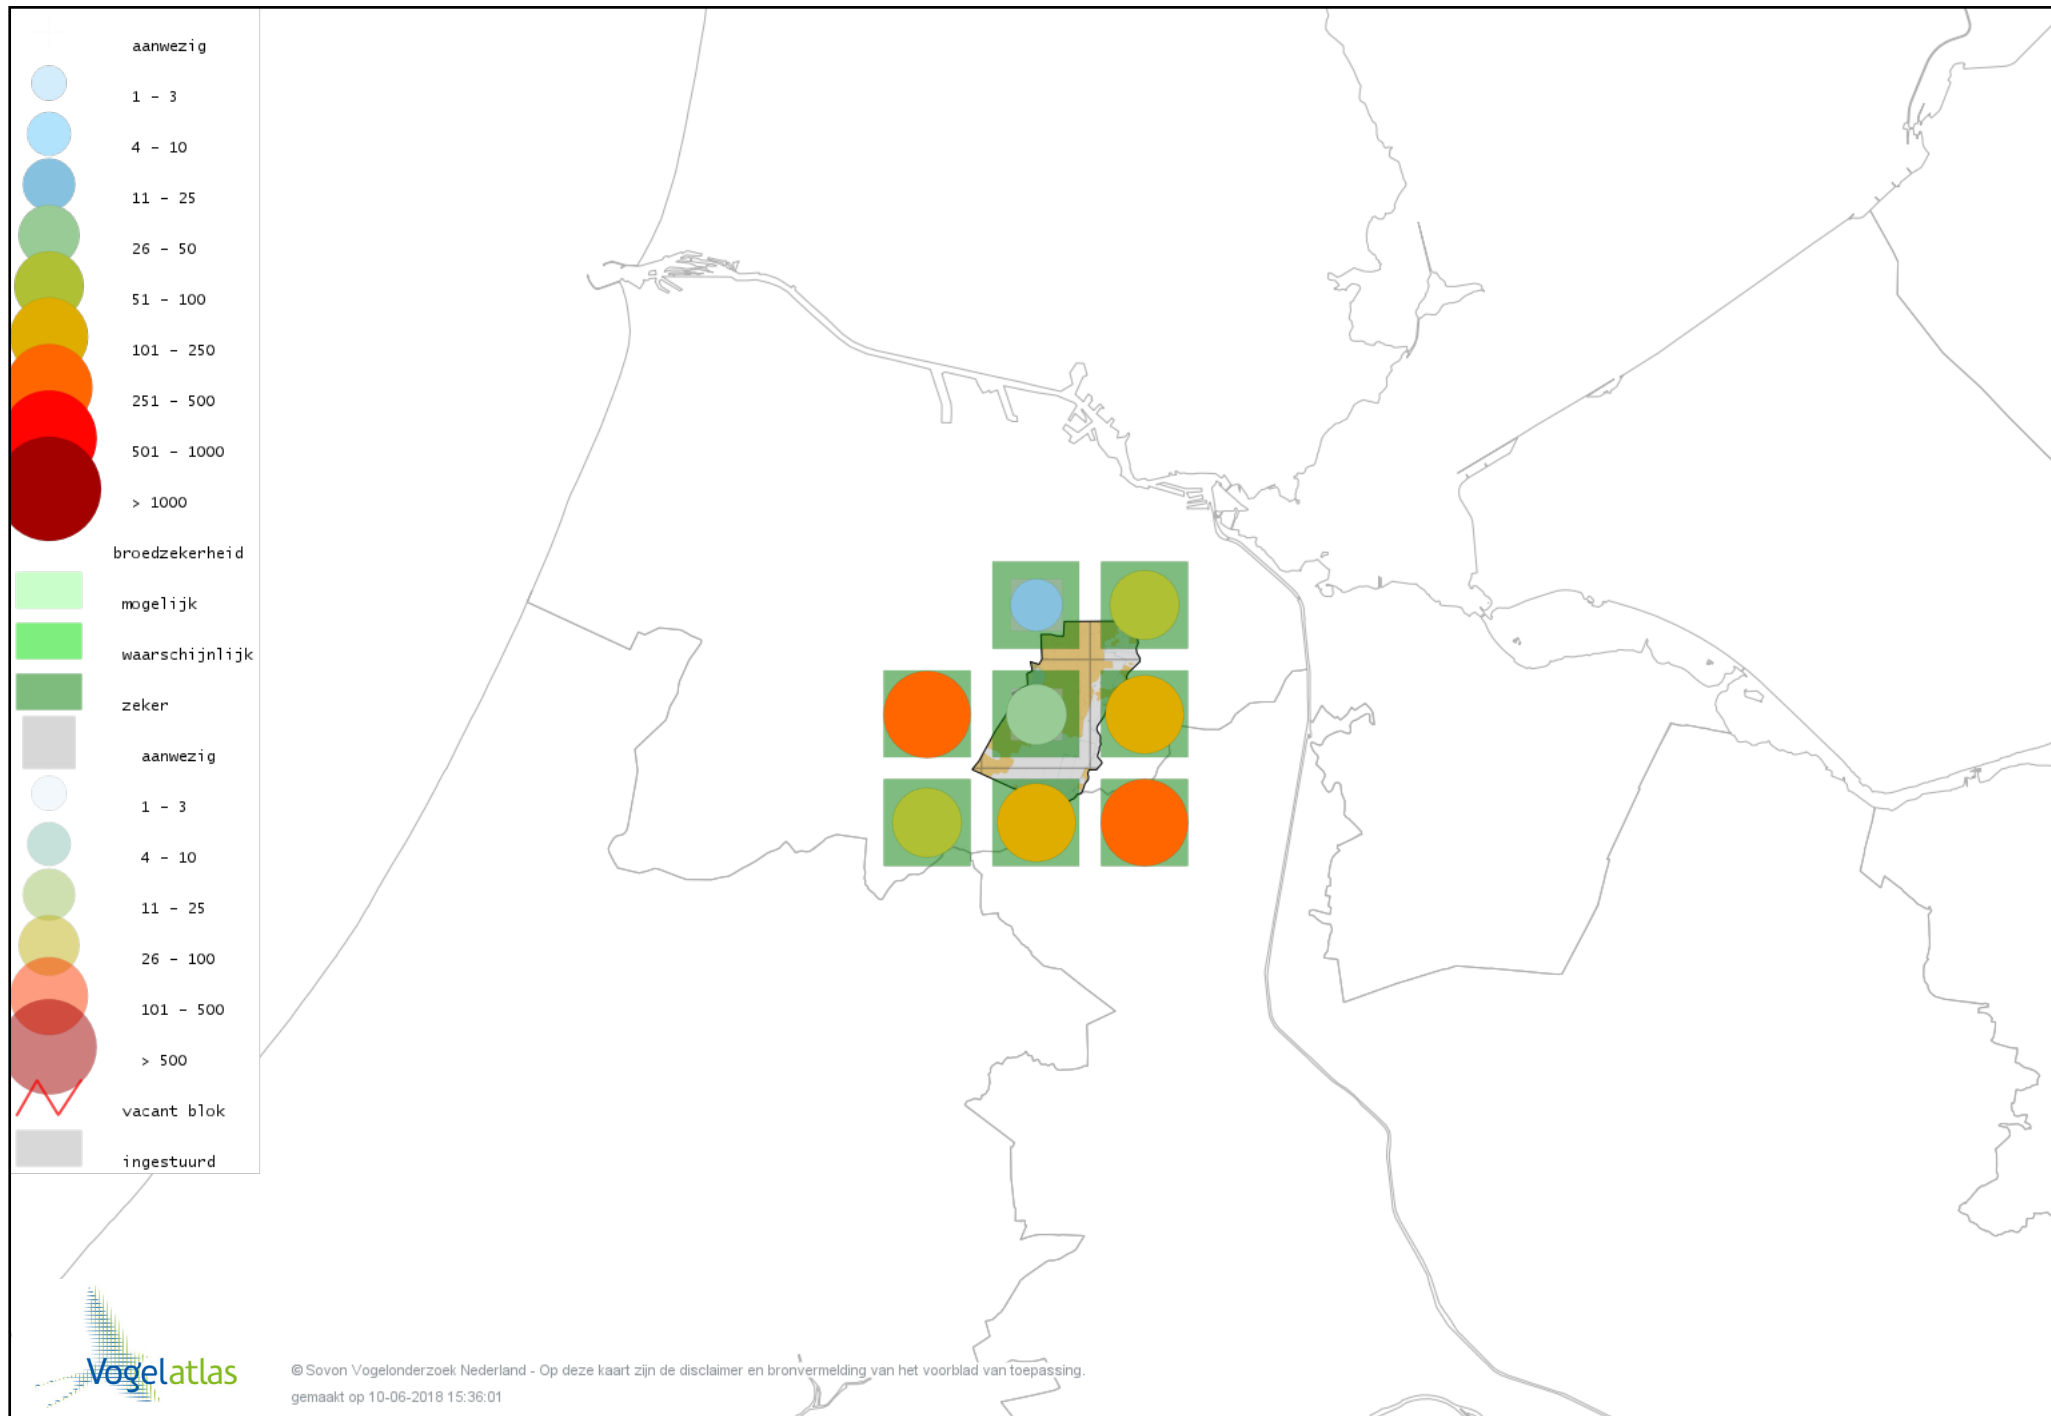 aanwezig
1 - 3
4 - 10
11 - 25
26 - 50
51 - 100
101 - 250
251 - 500
501 - 1000
> 1000
broedzekerheid
mogelijk
waarschijnlijk
zeker
aanwezig
1 - 3
4 - 10
11 - 25
26 - 100
101 - 500
> 500
vacant blok
ingestuurd
Vogelatlas
© Sovon Vogelonderzoek Nederland - Op deze kaart zijn de disclaimer en bronvermelding van het voorblad van toepassing.
gemaakt op 10-06-2018 15:36:01